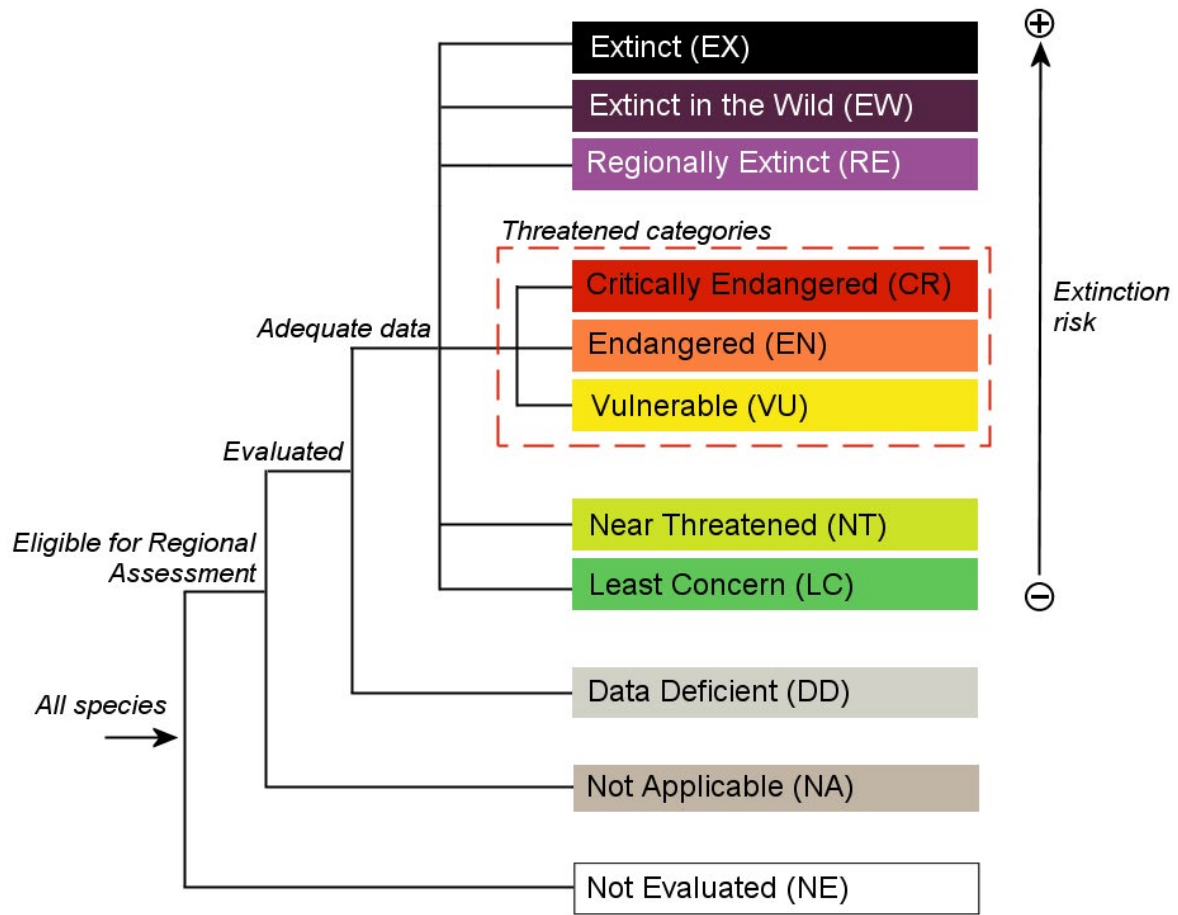 Extinct (EX)
Extinct in the Wild (EW)
Regionally Extinct (RE)
Threatened categories
Critically Endangered (CR)
Adequate data
Endangered (EN)
Vulnerable (VU)
Extinction
risk
Evaluated
Near Threatened (NT)
Eligible for Regional
Assessment
Least Concern (LC)
Data Deficient (DD)
All species
Not Applicable (NA)
Not Evaluated (NE)